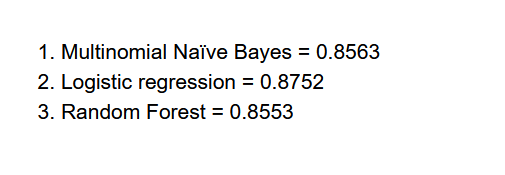 1. Multinomial Naïve Bayes = 0.8563
2. Logistic regression = 0.8752
3. Random Forest = 0.8553